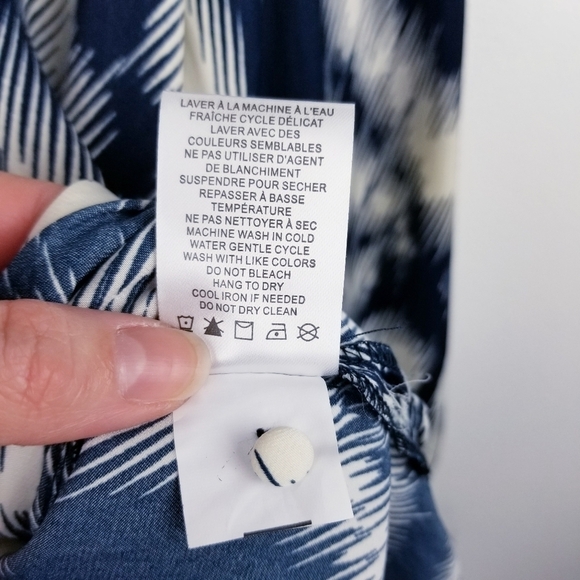 LAVER À LA MACHINE À L'EAU
FRAÎCHE CYCLE DÉLICAT
LAVER AVEC DES
COULEURS SEMBLABLES
NE PAS UTILISER D'AGENT
DE BLANCHIMENT
SUSPENDRE POUR SECHER
REPASSER À BASSE
TEMPÉRATURE
NE PAS NETTOYER À SEC
MACHINE WASH IN COLD
WATER GENTLE CYCLE
WASH WITH LIKE COLORS
DO NOT BLEACH
HANG TO DRY
COOL IRON IF NEEDED
DO NOT DRY CLEAN